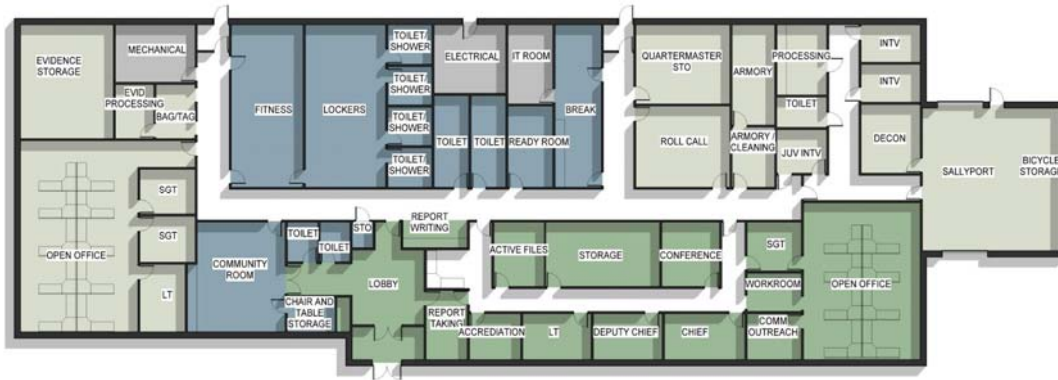 EVIDENCE
STORAGE
MECHANICAL
EVID
PROCESSING
BAG/TAG
FITNESS
LOCKERS
TOILET/
SHOWER
TOILET/
SHOWER
TOILET/
SHOWER
TOILET/
SHOWER
ELECTRICAL
IT ROOM
BREAK
TOILET
TOILET
READY ROOM
QUARTERMASTER
STO
ROLL CALL
ARMORY
ARMORY /
CLEANING
PROCESSING
TOILET
JUV INTV
INTV
INTV
DECON
SALLYPORT
BICYCLE
STORAGE
OPEN OFFICE
SGT
SGT
LT
COMMUNITY
ROOM
TOILET
TOILET
STO
CHAIR AND
TABLE
STORAGE
LOBBY
REPORT
WRITING
REPORT
TAKING
ACTIVE FILES
STORAGE
CONFERENCE
ACCREDIATION
LT
DEPUTY CHIEF
CHIEF
SGT
WORKROOM
COMM
OUTREACH
OPEN OFFICE